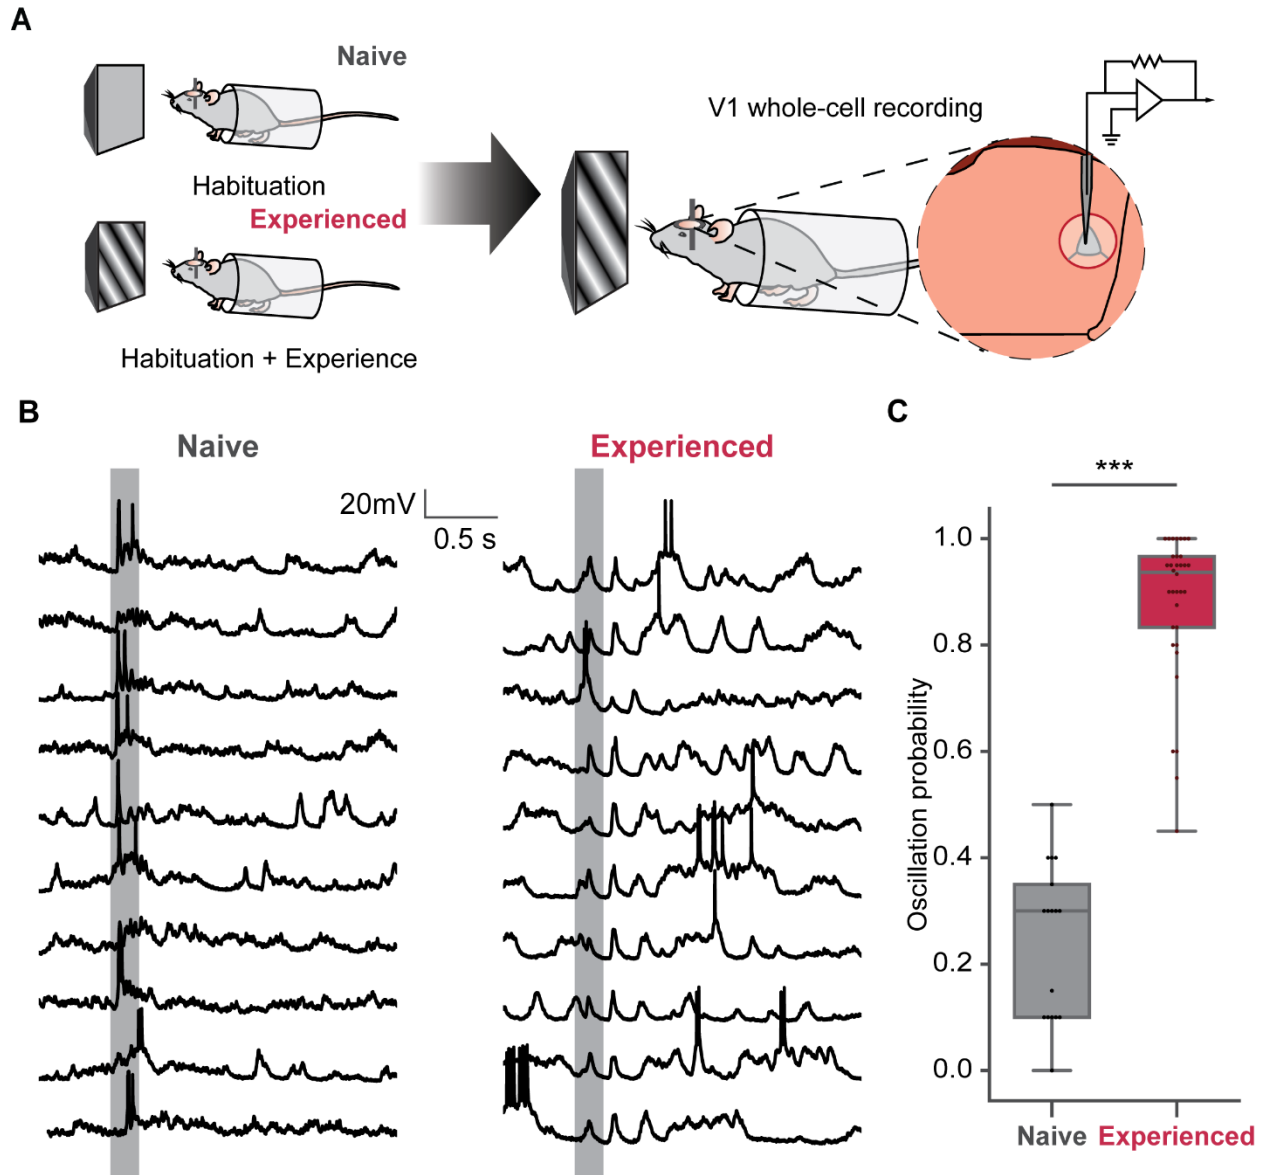 A
Naive
Habituation
Experienced
Habituation + Experience
V1 whole-cell recording
B
Naive
Experienced
20mV
0.5 s
C
***
Oscillation probability
1.0
0.8
0.6
0.4
0.2
0.0
Naive
Experienced